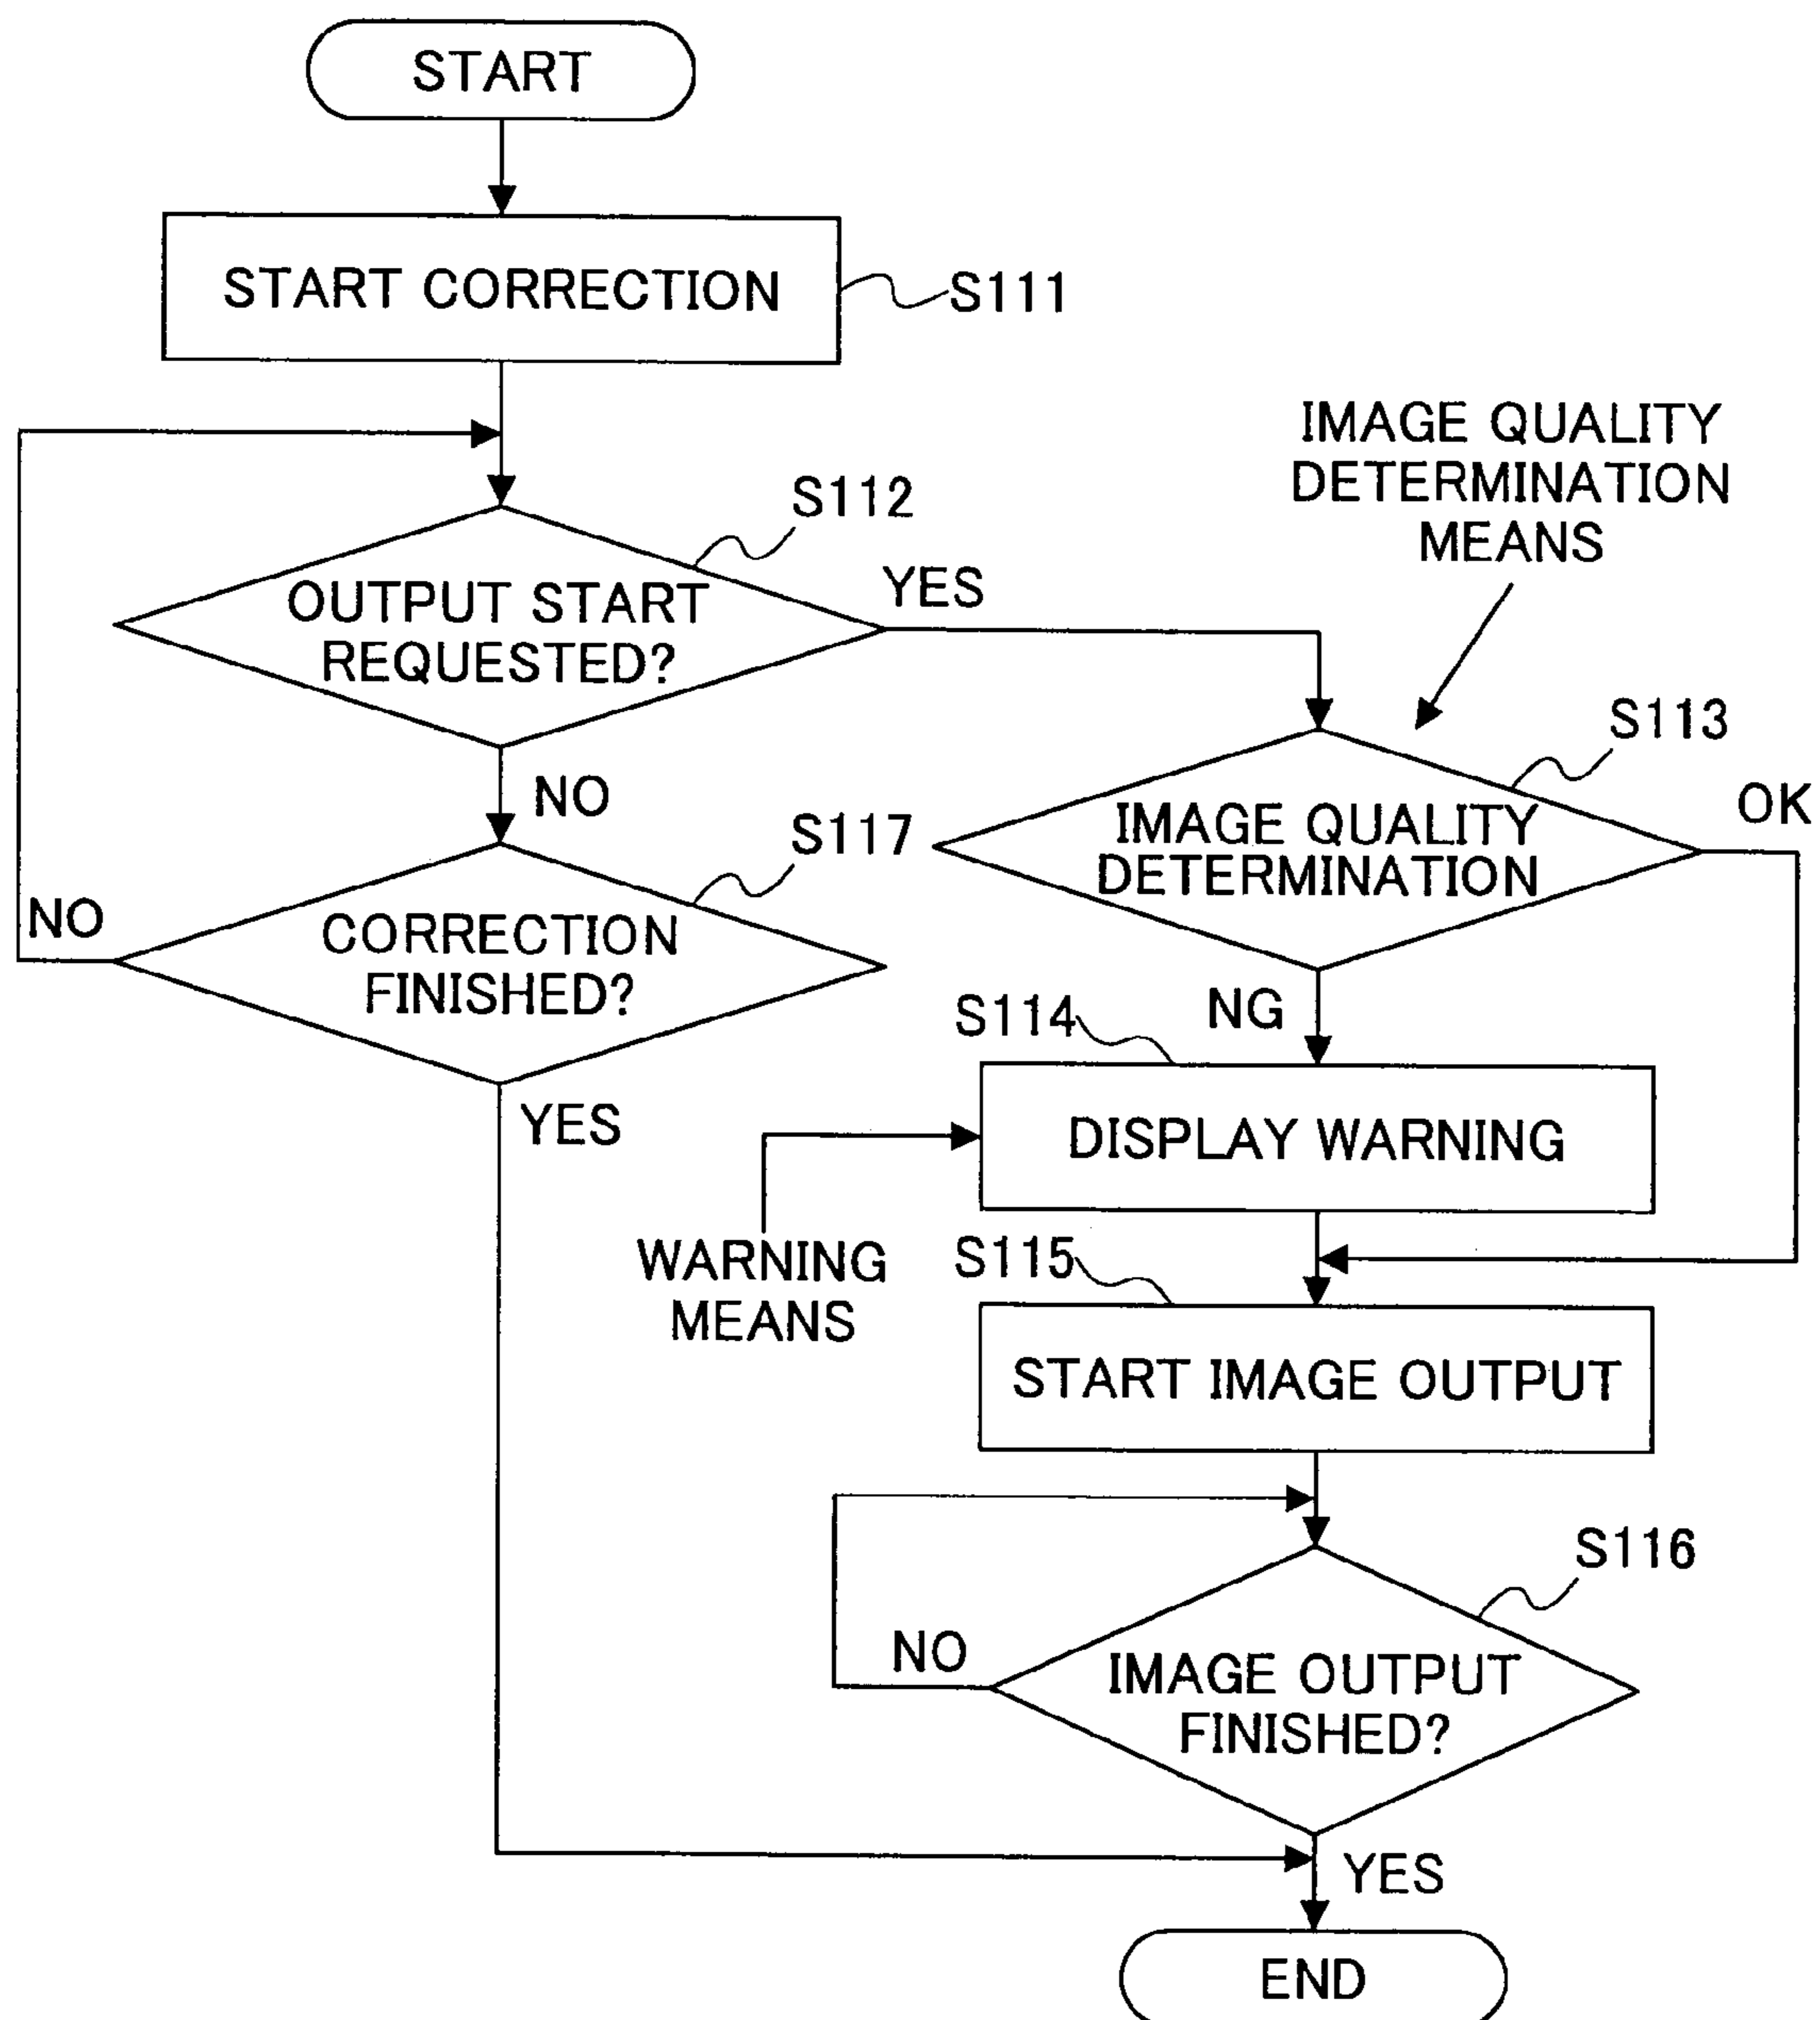 START
START CORRECTION
S111
IMAGE QUALITY
DETERMINATION
MEANS
S112
OUTPUT START
REQUESTED?
YES
NO
S113
IMAGE QUALITY
DETERMINATION
OK
S117
CORRECTION
FINISHED?
NO
YES
NG
S114
DISPLAY WARNING
WARNING
MEANS
S115
START IMAGE OUTPUT
S116
IMAGE OUTPUT
FINISHED?
NO
YES
END